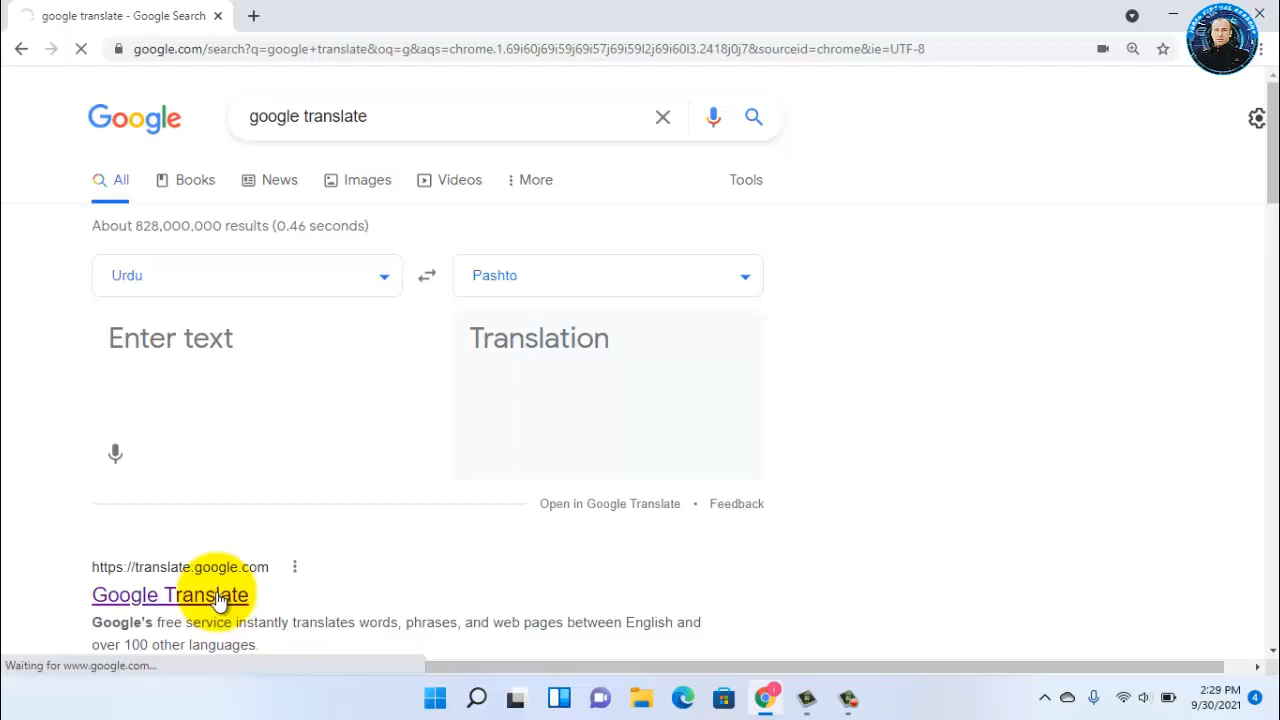 google translate - Google Search
google.com/search?q=google+translate&oq=g&aqs=chrome.1.69i60j69i59j69i57j69i59l2j69i60l3.2418j0j7&sourceid=chrome&ie=UTF-8
Google
google translate
All
Books
News
Images
Videos
More
Tools
About 828,000,000 results (0.46 seconds)
Urdu
Pashto
Enter text
Translation
Open in Google Translate • Feedback
https://translate.google.com
Google Translate
Google's free service instantly translates words, phrases, and web pages between English and
over 100 other languages.
Waiting for www.google.com...
1
2:29 PM
9/30/2021
4